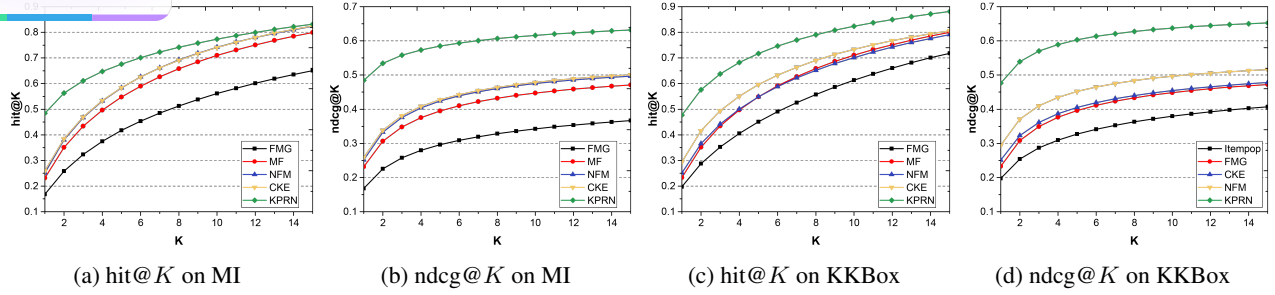 hit@K
0.9
0.8
0.7
0.6
0.5
0.4
0.3
0.2
0.1
2 4 6 8 10 12 14
K
FMG
MF
NFM
CKE
KPRN
(a) hit@K on MI
ndcg@K
0.7
0.6
0.5
0.4
0.3
0.2
0.1
2 4 6 8 10 12 14
K
FMG
MF
NFM
CKE
KPRN
(b) ndcg@K on MI
hit@K
0.9
0.8
0.7
0.6
0.5
0.4
0.3
0.2
0.1
2 4 6 8 10 12 14
K
FMG
MF
NFM
CKE
KPRN
(c) hit@K on KKBox
ndcg@K
0.7
0.6
0.5
0.4
0.3
0.2
0.1
2 4 6 8 10 12 14
K
Itempop
FMG
CKE
NFM
KPRN
(d) ndcg@K on KKBox